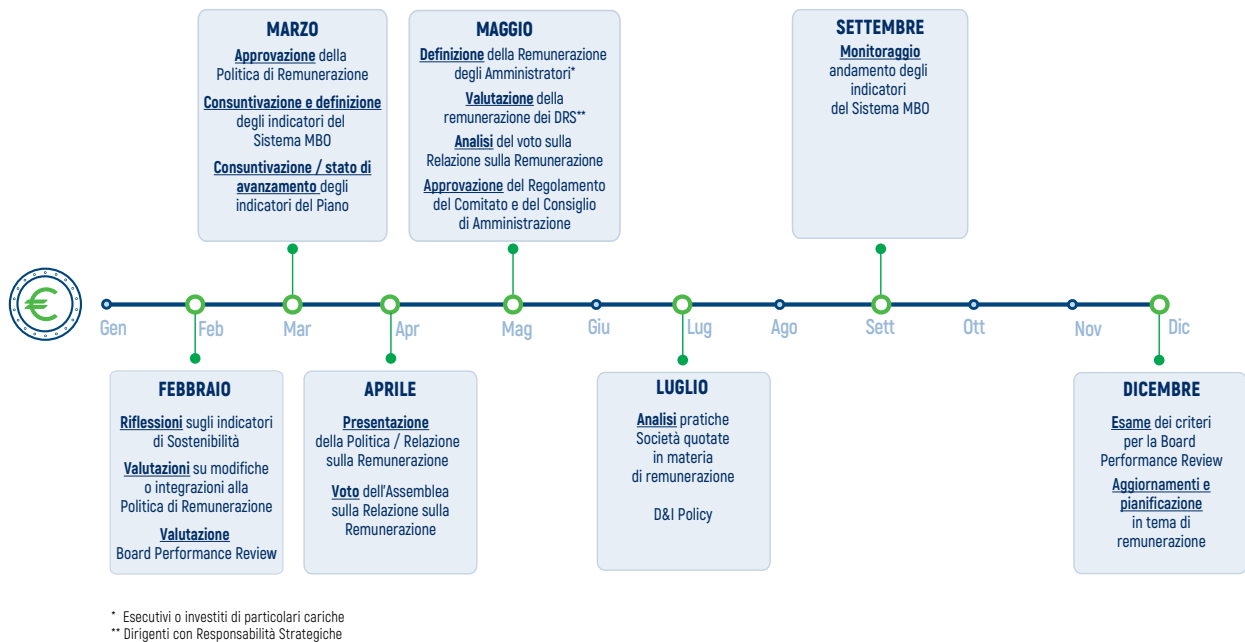 MARZO
Approvazione della
Politica di Remunerazione
Consuntivazione e definizione
degli indicatori del
Sistema MBO
Consuntivazione / stato di
avanzamento degli
indicatori del Piano
MAGGIO
Definizione della Remunerazione
degli Amministratori*
Valutazione della
remunerazione dei DRS**
Analisi del voto sulla
Relazione sulla Remunerazione
Approvazione del Regolamento
del Comitato e del Consiglio
di Amministrazione
SETTEMBRE
Monitoraggio
andamento degli
indicatori
del Sistema MBO
€
Gen
Feb
Mar
Apr
Mag
Giu
Lug
Ago
Sett
Ott
Nov
Dic
FEBBRAIO
Riflessioni sugli indicatori
di Sostenibilità
Valutazioni su modifiche
o integrazioni alla
Politica di Remunerazione
Valutazione
Board Performance Review
APRILE
Presentazione
della Politica / Relazione
sulla Remunerazione
Voto dell'Assemblea
sulla Relazione sulla
Remunerazione
LUGLIO
Analisi pratiche
Società quotate
in materia
di remunerazione
D&I Policy
DICEMBRE
Esame dei criteri
per la Board
Performance Review
Aggiornamenti e
pianificazione
in tema di
remunerazione
* Esecutivi o investiti di particolari cariche
** Dirigenti con Responsabilità Strategiche